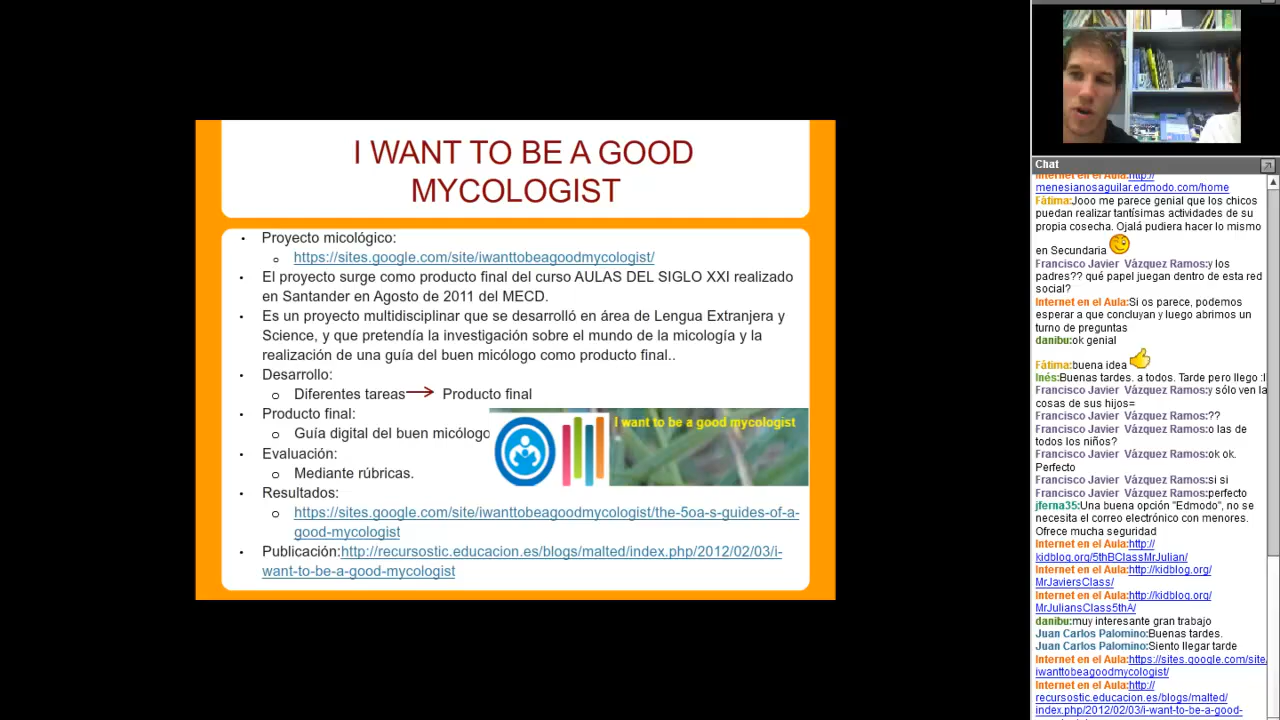 I WANT TO BE A GOOD
MYCOLOGIST
• Proyecto micológico:
o https://sites.google.com/site/iwanttobeagoodmycologist/
• El proyecto surge como producto final del curso AULAS DEL SIGLO XXI realizado
en Santander en Agosto de 2011 del MECD.
• Es un proyecto multidisciplinar que se desarrolló en área de Lengua Extranjera y
Science, y que pretendía la investigación sobre el mundo de la micología y la
realización de una guía del buen micólogo como producto final..
• Desarrollo:
o Diferentes tareas → Producto final
• Producto final:
o Guía digital del buen micólogo
I want to be a good mycologist
• Evaluación:
o Mediante rúbricas.
• Resultados:
o https://sites.google.com/site/iwanttobeagoodmycologist/the-5oa-s-guides-of-a-
good-mycologist
• Publicación:http://recursostic.educacion.es/blogs/malted/index.php/2012/02/03/i-
want-to-be-a-good-mycologist
Chat
Internet en el Aula:http://
menesianosaguilar.edmodo.com/home
Fátima:Jooo me parece genial que los chicos
puedan realizar tantísimas actividades de su
propia cosecha. Ojalá pudiera hacer lo mismo
en Secundaria
Francisco Javier Vázquez Ramos:y los
padres?? qué papel juegan dentro de esta red
social?
Internet en el Aula:Si os parece, podemos
esperar a que concluyan y luego abrimos un
turno de preguntas
danibu:ok genial
Fátima:buena idea
Inés:Buenas tardes. a todos. Tarde pero llego :l
Francisco Javier Vázquez Ramos:y sólo ven la
cosas de sus hijos=
Francisco Javier Vázquez Ramos:??
Francisco Javier Vázquez Ramos:o las de
todos los niños?
Francisco Javier Vázquez Ramos:ok ok.
Perfecto
Francisco Javier Vázquez Ramos:si si
Francisco Javier Vázquez Ramos:perfecto
jferna35:Una buena opción "Edmodo", no se
necesita el correo electrónico con menores.
Ofrece mucha seguridad
Internet en el Aula:http://
kidblog.org/5thBClassMrJulian/
Internet en el Aula:http://kidblog.org/
MrJaviersClass/
Internet en el Aula:http://kidblog.org/
MrJuliansClass5thA/
danibu:muy interesante gran trabajo
Juan Carlos Palomino:Buenas tardes.
Juan Carlos Palomino:Siento llegar tarde
Internet en el Aula:https://sites.google.com/site/
iwanttobeagoodmycologist/
Internet en el Aula:http://
recursostic.educacion.es/blogs/malted/
index.php/2012/02/03/i-want-to-be-a-good-